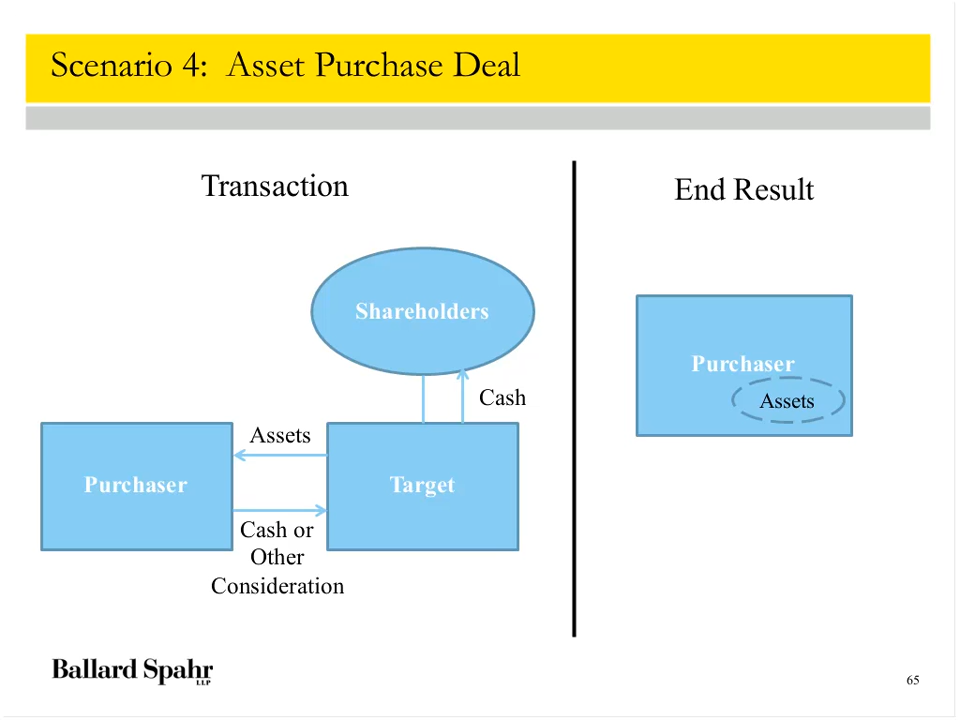 Scenario 4: Asset Purchase Deal
Transaction
End Result
Shareholders
Cash
Assets
Purchaser
Target
Cash or
Other
Consideration
Purchaser
Assets
Ballard Spahr
LLP
65